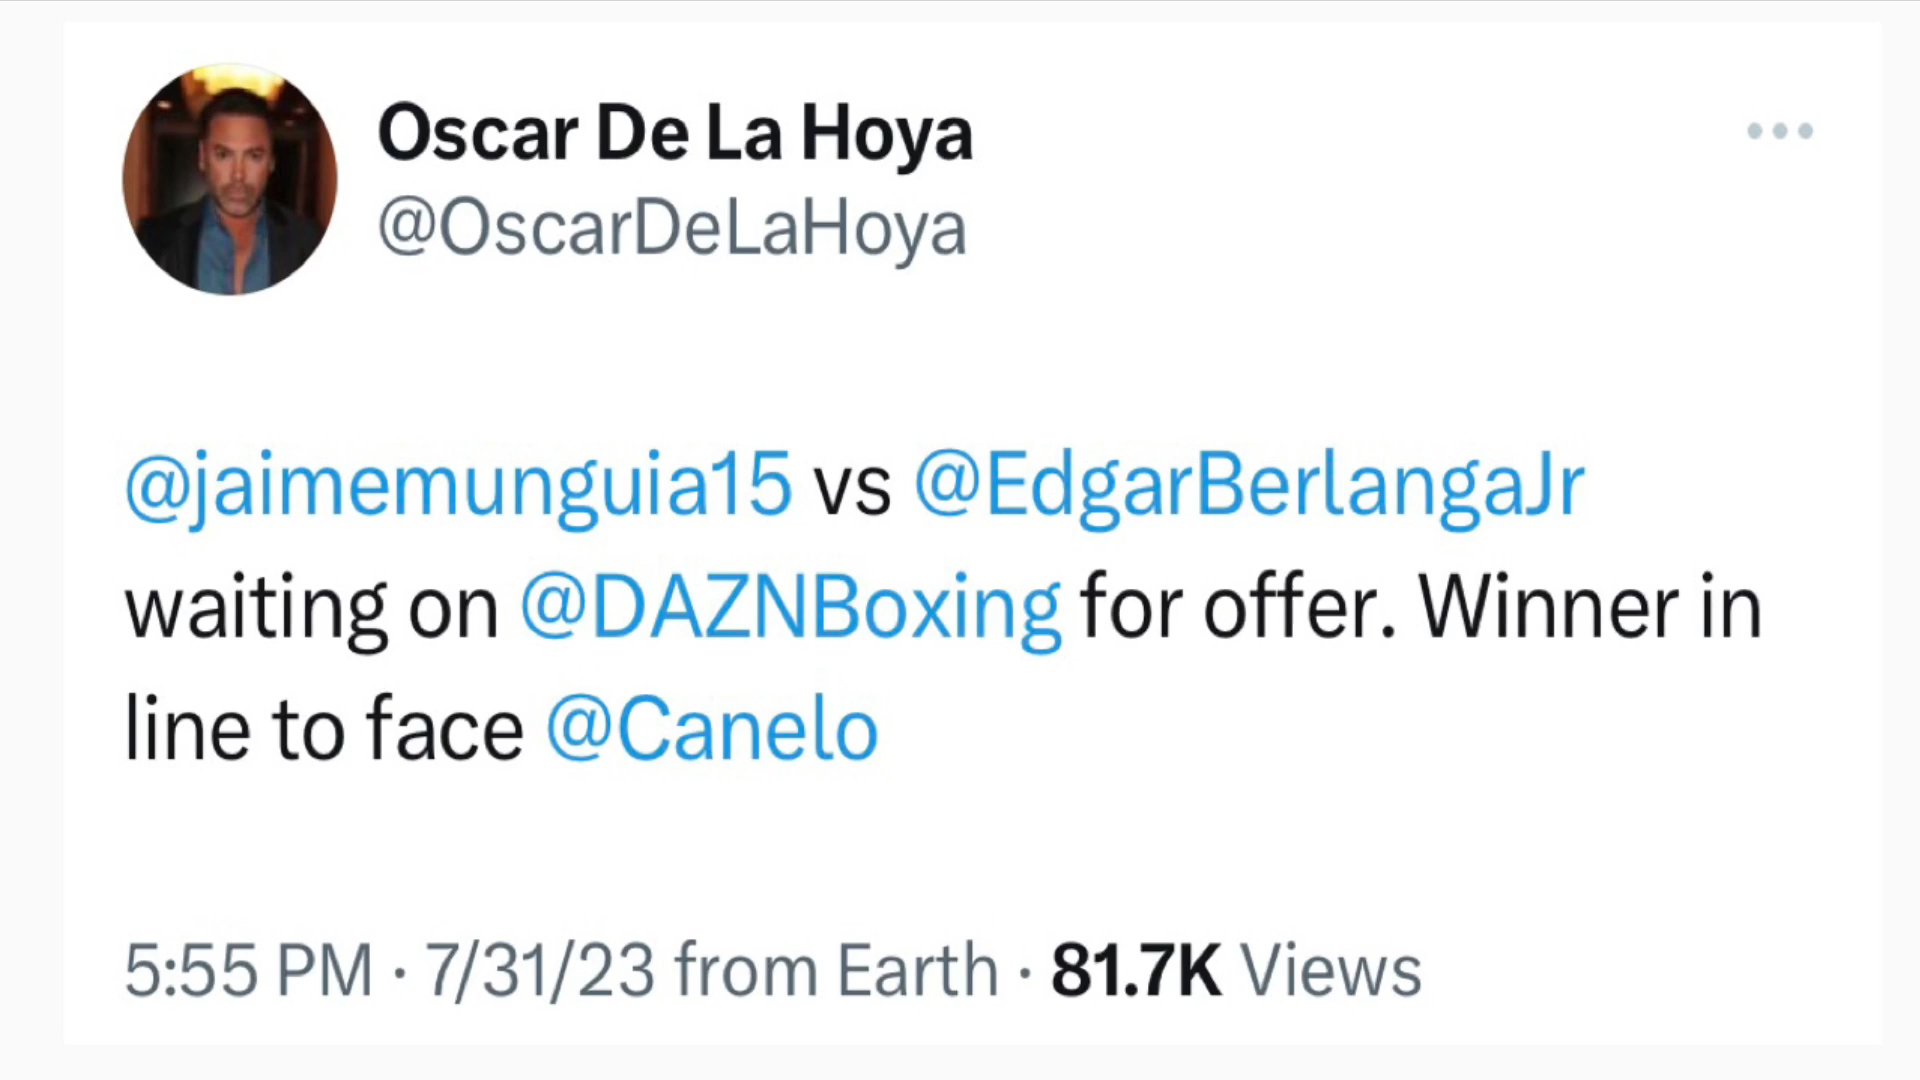 Oscar De La Hoya
@OscarDeLaHoya
@jaimemunguia15 vs @EdgarBerlangaJr
waiting on @DAZNBoxing for offer. Winner in
line to face @Canelo
5:55 PM · 7/31/23 from Earth · 81.7K Views